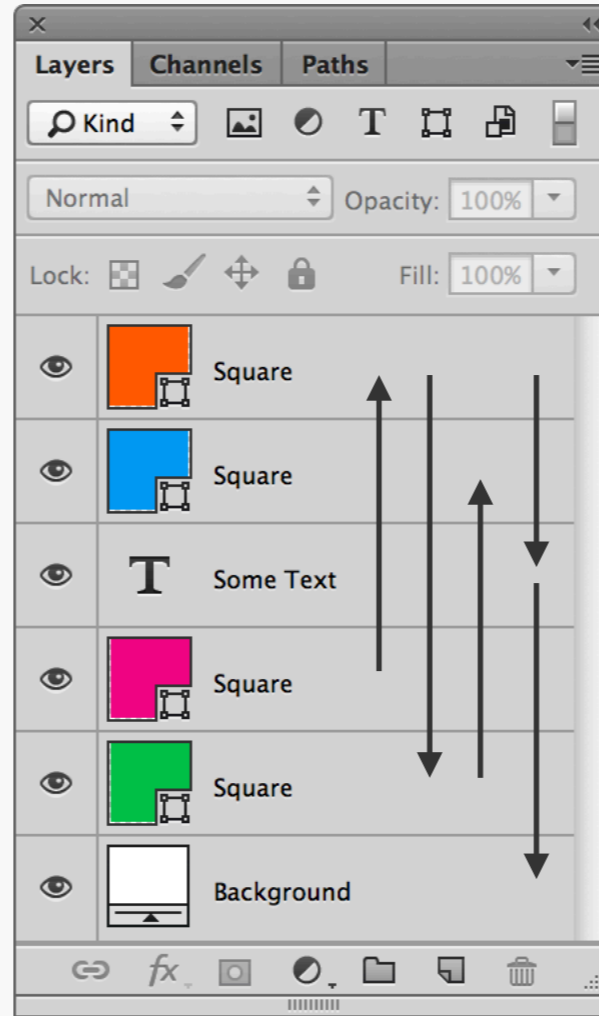 Layers Channels Paths
Kind T
Normal Opacity: 100%
Lock: Fill: 100%
Square
Square
T Some Text
Square
Square
Background
fx